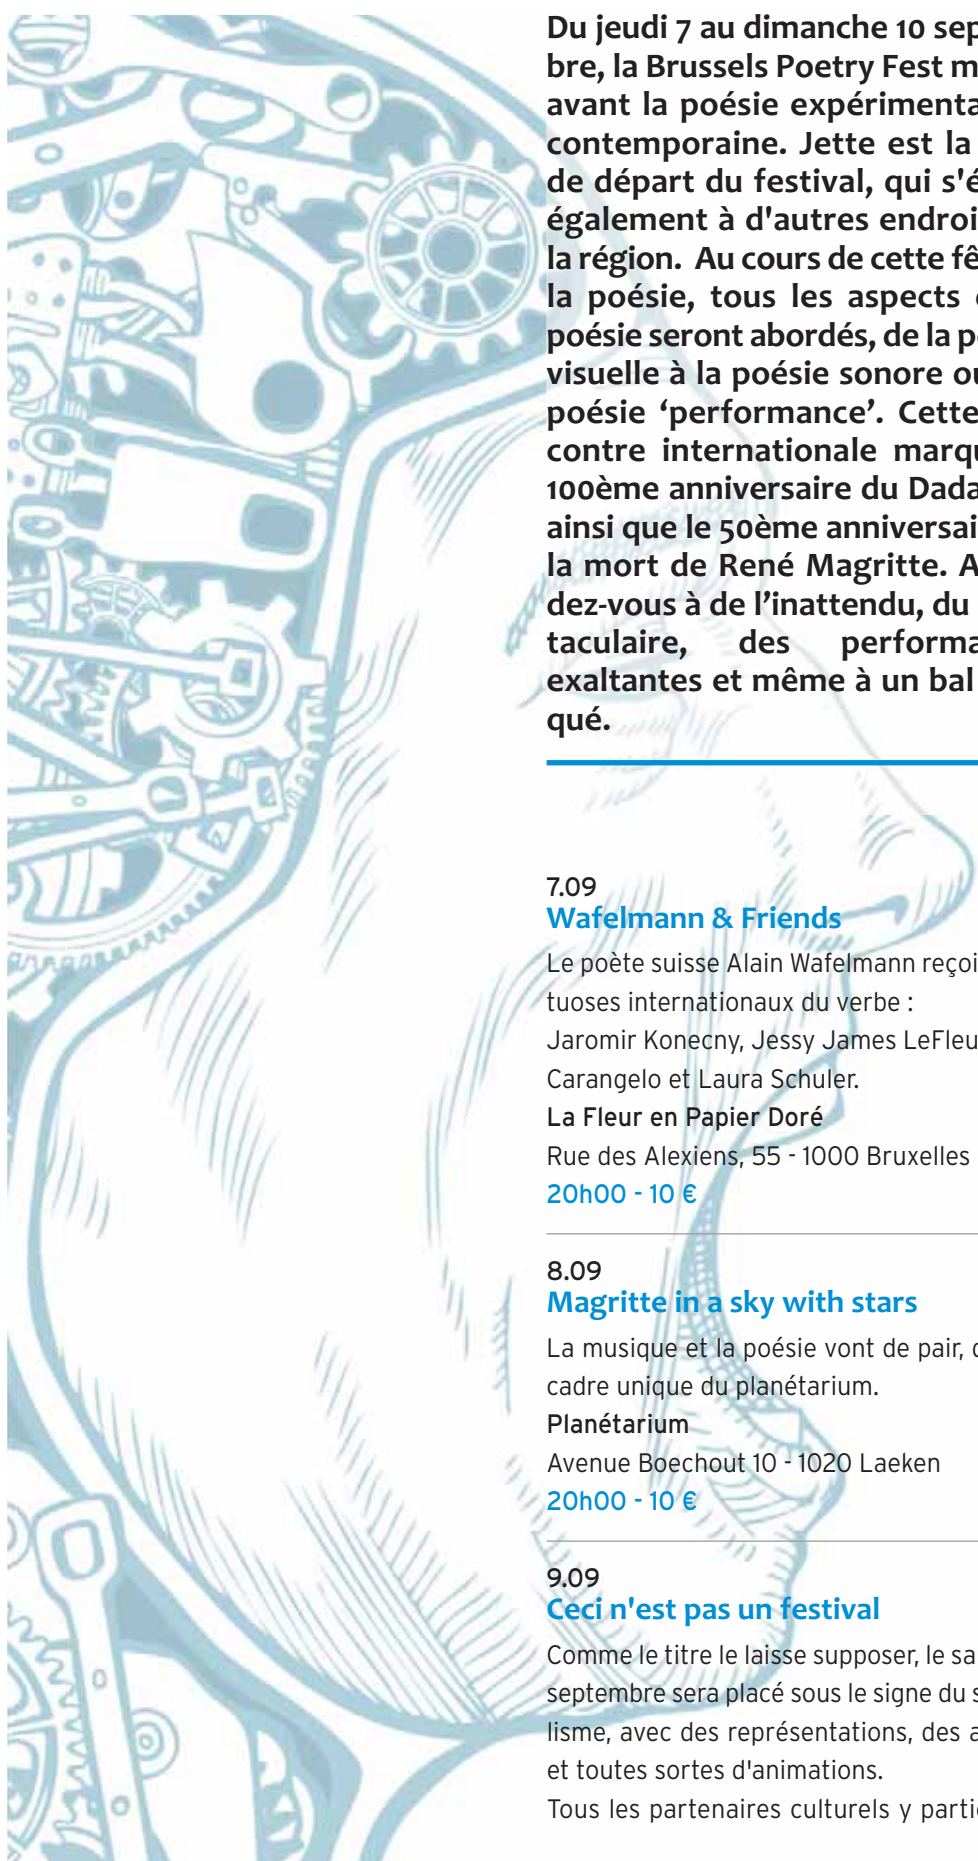 Du jeudi 7 au dimanche 10 sep
bre, la Brussels Poetry Fest m
avant la poésie expérimenta
contemporaine. Jette est la
de départ du festival, qui s'é
également à d'autres endroi
la région. Au cours de cette fê
la poésie, tous les aspects
poésie seront abordés, de la p
visuelle à la poésie sonore ou
poésie ‘performance’. Cette
contre internationale marqu
100ème anniversaire du Dada
ainsi que le 50ème anniversai
la mort de René Magritte. A
dez-vous à de l’inattendu, du
taculaire, des performa
exaltantes et même à un bal
qué.
7.09
Wafelmann & Friends
Le poète suisse Alain Wafelmann reçoi
tuoses internationaux du verbe :
Jaromir Konecny, Jessy James LeFleu
Carangelo et Laura Schuler.
La Fleur en Papier Doré
Rue des Alexiens, 55 - 1000 Bruxelles
20h00 - 10 €
8.09
Magritte in a sky with stars
La musique et la poésie vont de pair,
cadre unique du planétarium.
Planétarium
Avenue Boechout 10 - 1020 Laeken
20h00 - 10 €
9.09
Ceci n'est pas un festival
Comme le titre le laisse supposer, le sa
septembre sera placé sous le signe du s
lisme, avec des représentations, des a
et toutes sortes d'animations.
Tous les partenaires culturels y parti